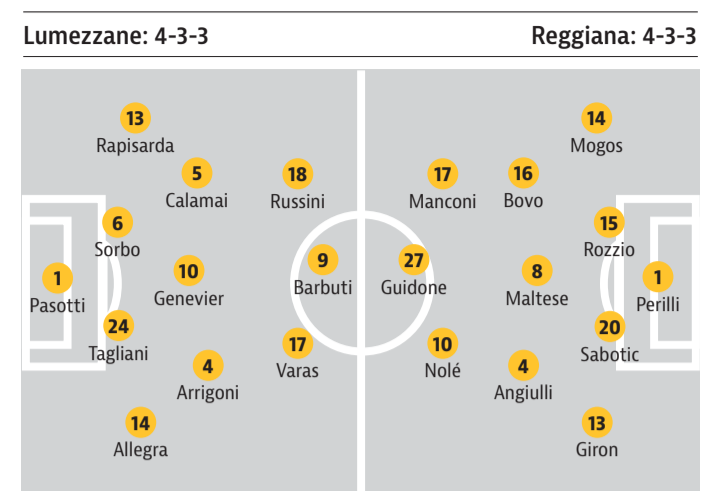 Lumezzane: 4-3-3
Reggiana: 4-3-3
13
Rapisarda
5
Calamai
18
Russini
6
Sorbo
1
Pasotti
10
Genevier
9
Barbuti
24
Tagliani
4
Arrigoni
17
Varas
14
Allegra
14
Mogos
17
Manconi
16
Bovo
15
Rozzio
27
Guidone
8
Maltese
1
Perilli
10
Nolé
20
Sabotic
4
Angiulli
13
Giron